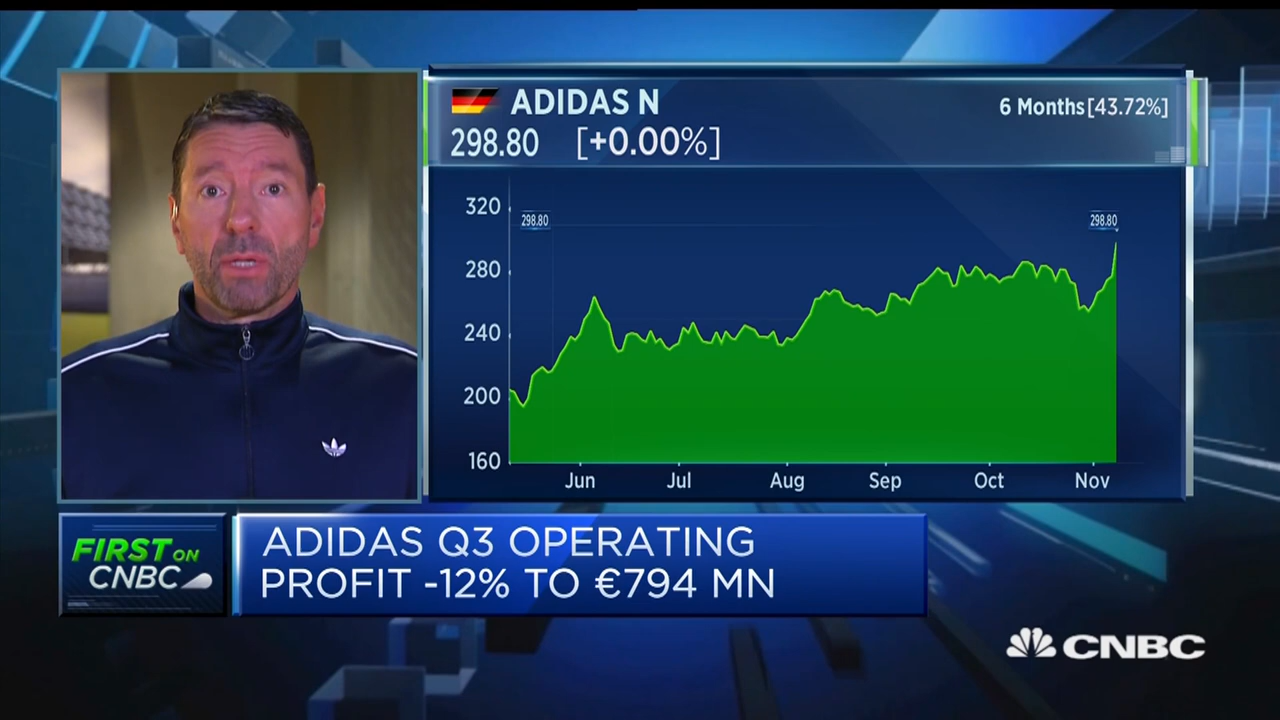 ADIDAS N
298.80 [+0.00%]
6 Months[43.72%]
320
280
240
200
160
298.80
298.80
Jun Jul Aug Sep Oct Nov
FIRST ON
CNBC
ADIDAS Q3 OPERATING
PROFIT -12% TO €794 MN
CNBC